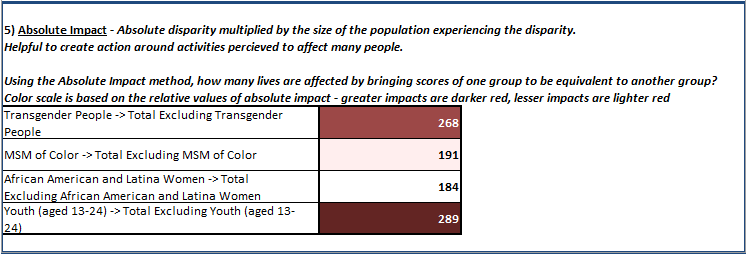 5) Absolute Impact - Absolute disparity multiplied by the size of the population experiencing the disparity.
Helpful to create action around activities percieved to affect many people.
Using the Absolute Impact method, how many lives are affected by bringing scores of one group to be equivalent to another group?
Color scale is based on the relative values of absolute impact - greater impacts are darker red, lesser impacts are lighter red
Transgender People -> Total Excluding Transgender
People
268
MSM of Color -> Total Excluding MSM of Color
191
African American and Latina Women -> Total
Excluding African American and Latina Women
184
Youth (aged 13-24) -> Total Excluding Youth (aged 13-
24)
289